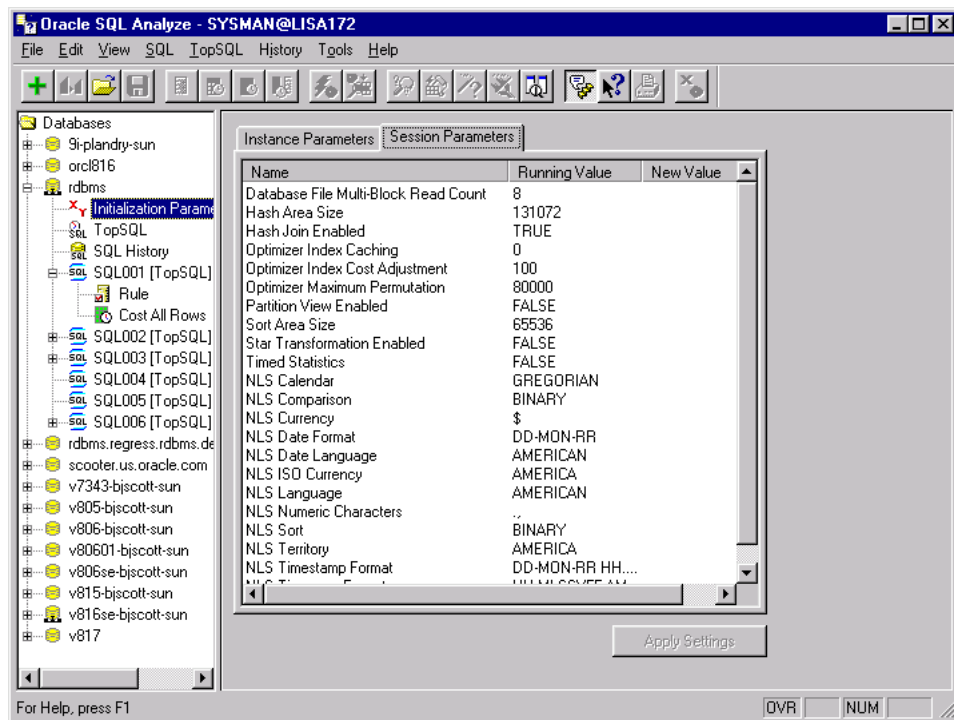 Oracle SQL Analyze - SYSMAN@LISA172
File Edit View SQL TopSQL History Tools Help
Databases
9i-plandry-sun
orcl816
rdbms
Initialization Parame
TopSQL
SQL History
SQL001 [TopSQL]
Rule
Cost All Rows
SQL002 [TopSQL]
SQL003 [TopSQL]
SQL004 [TopSQL]
SQL005 [TopSQL]
SQL006 [TopSQL]
rdbms.regress.rdbms.de
scooter.us.oracle.com
v7343-bjscott-sun
v805-bjscott-sun
v806-bjscott-sun
v80601-bjscott-sun
v806se-bjscott-sun
v815-bjscott-sun
v816se-bjscott-sun
v817
Instance Parameters Session Parameters
Name Running Value New Value
Database File Multi-Block Read Count 8
Hash Area Size 131072
Hash Join Enabled TRUE
Optimizer Index Caching 0
Optimizer Index Cost Adjustment 100
Optimizer Maximum Permutation 80000
Partition View Enabled FALSE
Sort Area Size 65536
Star Transformation Enabled FALSE
Timed Statistics FALSE
NLS Calendar GREGORIAN
NLS Comparison BINARY
NLS Currency $
NLS Date Format DD-MON-RR
NLS Date Language AMERICAN
NLS ISO Currency AMERICA
NLS Language AMERICAN
NLS Numeric Characters .,
NLS Sort BINARY
NLS Territory AMERICA
NLS Timestamp Format DD-MON-RR HH....
Apply Settings
For Help, press F1
OVR NUM